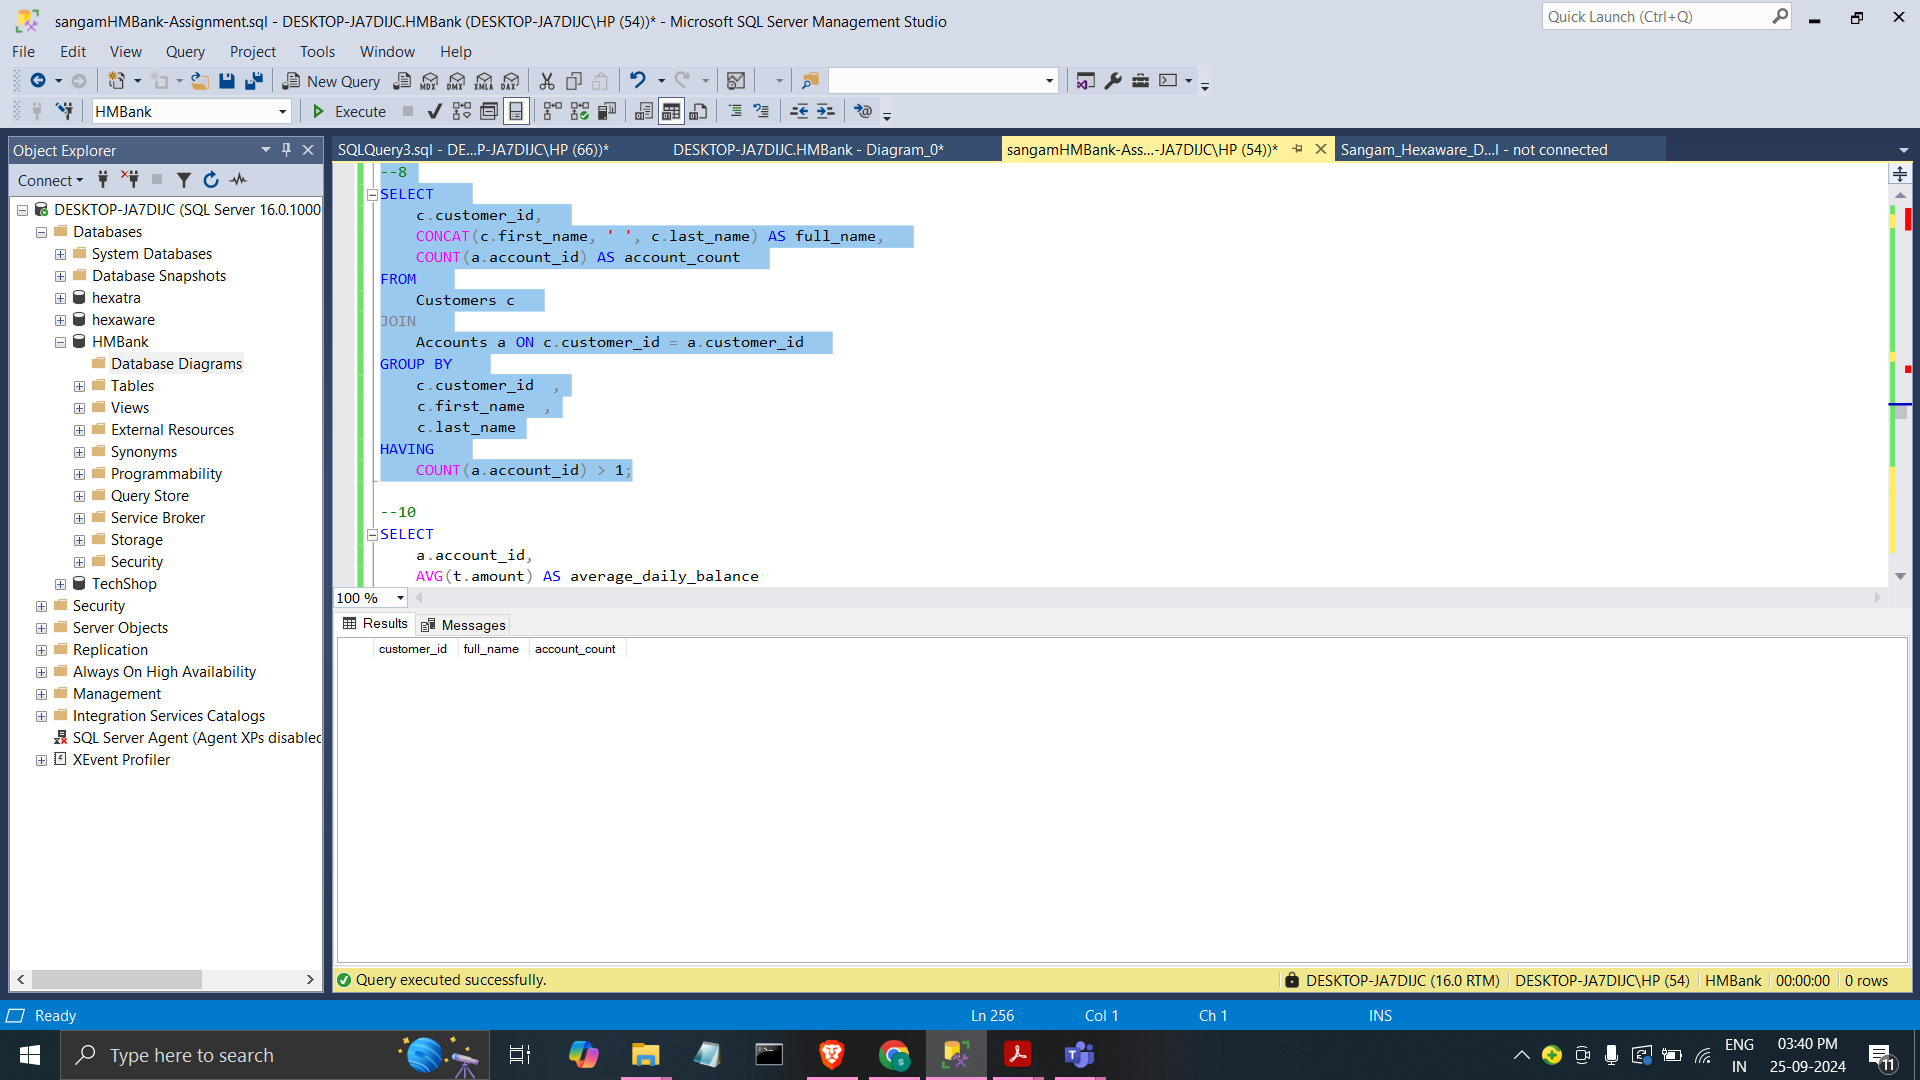 sangamHMBank-Assignment.sql - DESKTOP-JA7DIJC.HMBank (DESKTOP-JA7DIJC\HP (54))* - Microsoft SQL Server Management Studio
Quick Launch (Ctrl+Q)
File Edit View Query Project Tools Window Help
New Query
MDX DMX XMLA DAX
HMBank
Execute
Object Explorer
SQLQuery3.sql - DE...P-JA7DIJC\HP (66))*
DESKTOP-JA7DIJC.HMBank - Diagram_0*
sangamHMBank-Ass...-JA7DIJC\HP (54))*
Sangam_Hexaware_D...l - not connected
Connect
DESKTOP-JA7DIJC (SQL Server 16.0.1000
Databases
System Databases
Database Snapshots
hexatra
hexaware
HMBank
Database Diagrams
Tables
Views
External Resources
Synonyms
Programmability
Query Store
Service Broker
Storage
Security
TechShop
Security
Server Objects
Replication
Always On High Availability
Management
Integration Services Catalogs
SQL Server Agent (Agent XPs disabled
XEvent Profiler
--8
SELECT
c.customer_id,
CONCAT(c.first_name, ' ', c.last_name) AS full_name,
COUNT(a.account_id) AS account_count
FROM
Customers c
JOIN
Accounts a ON c.customer_id = a.customer_id
GROUP BY
c.customer_id ,
c.first_name ,
c.last_name
HAVING
COUNT(a.account_id) > 1;
--10
SELECT
a.account_id,
AVG(t.amount) AS average_daily_balance
100 %
Results Messages
customer_id full_name account_count
Query executed successfully.
DESKTOP-JA7DIJC (16.0 RTM) DESKTOP-JA7DIJC\HP (54) HMBank 00:00:00 0 rows
Ready
Ln 256 Col 1 Ch 1 INS
Type here to search
ENG
IN
03:40 PM
25-09-2024
11